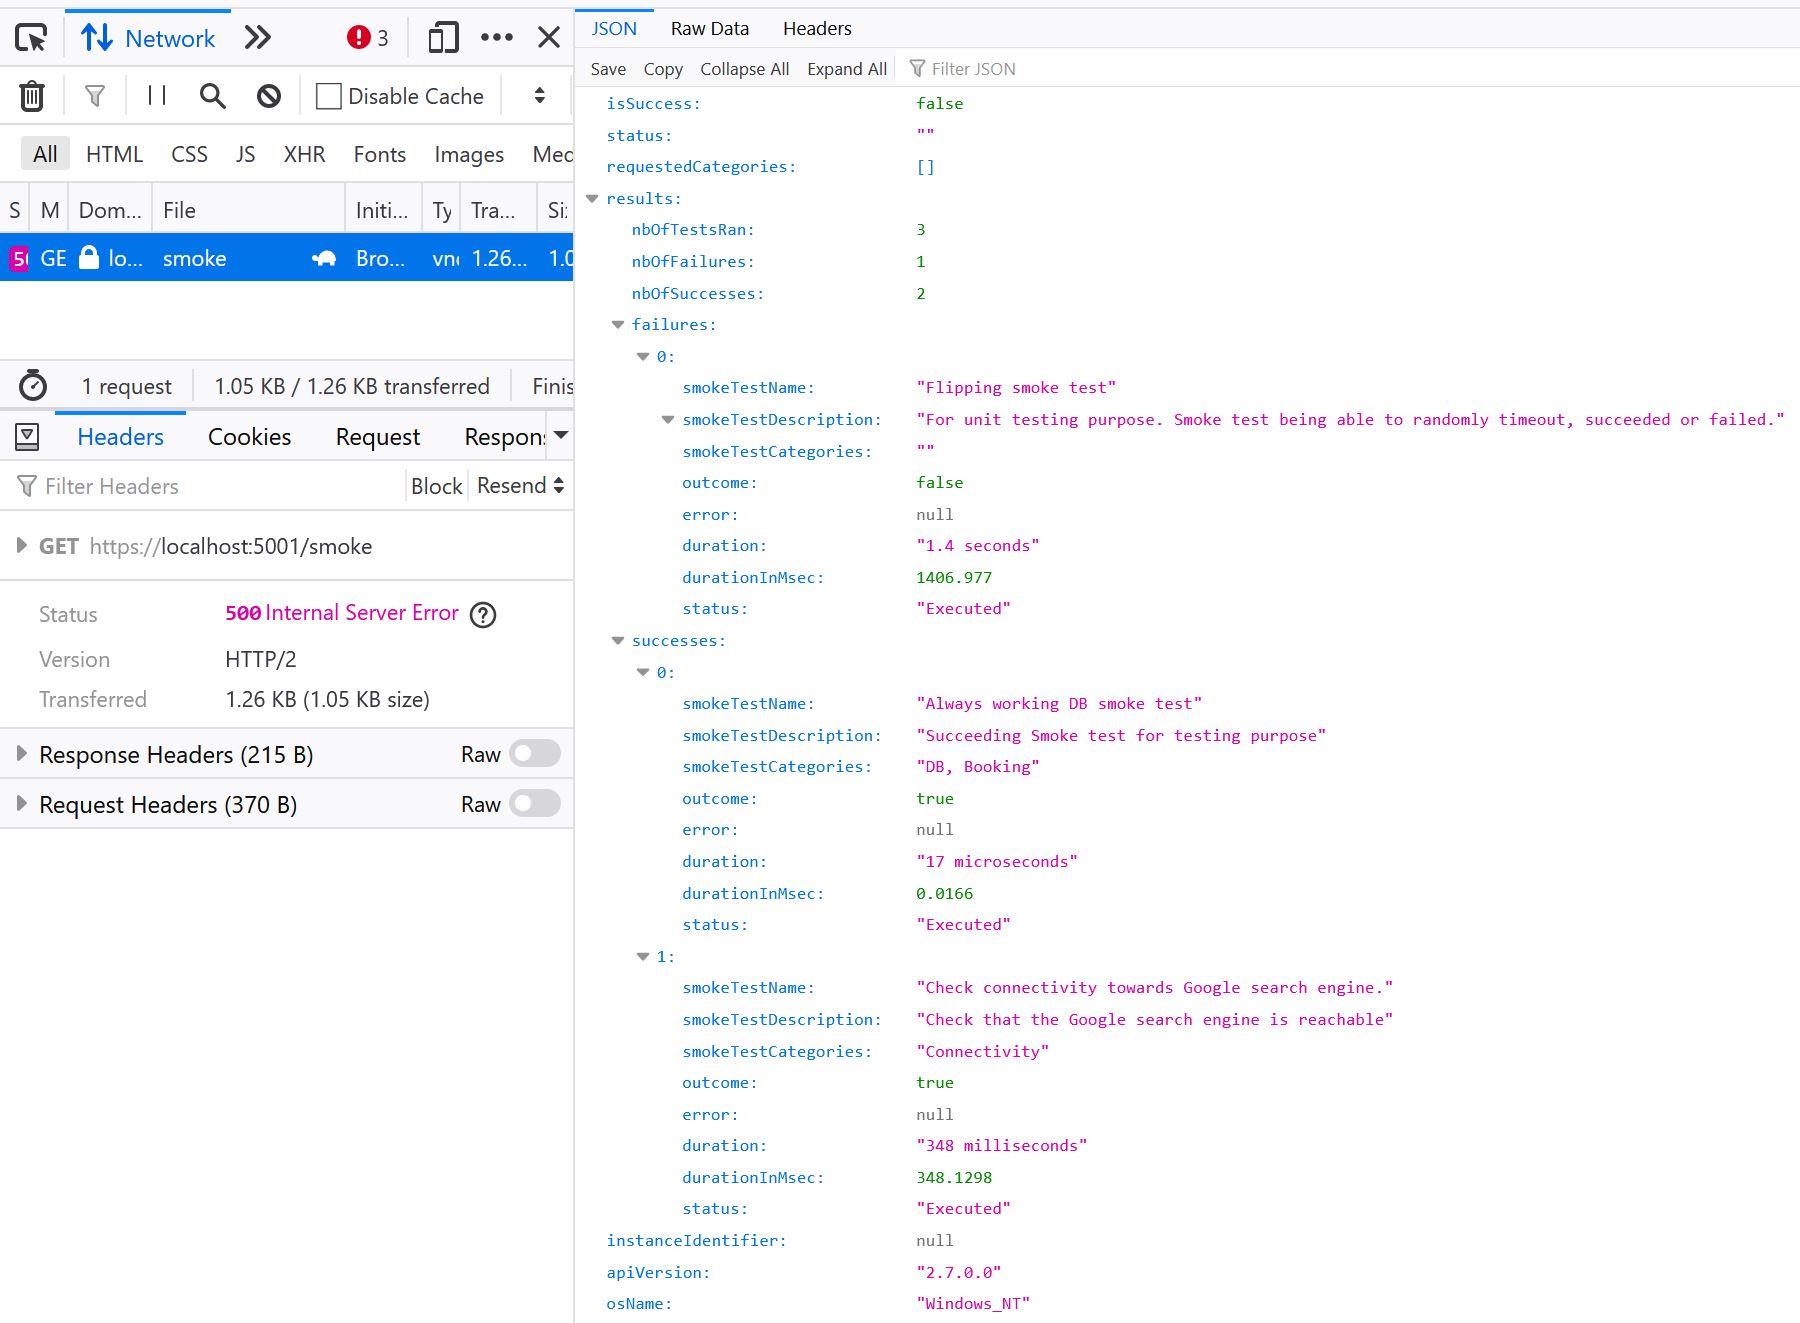 Network
3
Disable Cache
All HTML CSS JS XHR Fonts Images Med
S M Dom... File Initi... Ty Tra... Si
50 GE lo... smoke Bro... vn 1.26... 1.0
1 request 1.05 KB / 1.26 KB transferred Finis
Headers Cookies Request Respon
Filter Headers Block Resend
GET https://localhost:5001/smoke
Status 500 Internal Server Error
Version HTTP/2
Transferred 1.26 KB (1.05 KB size)
Response Headers (215 B) Raw
Request Headers (370 B) Raw
JSON Raw Data Headers
Save Copy Collapse All Expand All Filter JSON
isSuccess: false
status: ""
requestedCategories: []
results:
nbOfTestsRan: 3
nbOfFailures: 1
nbOfSuccesses: 2
failures:
0:
smokeTestName: "Flipping smoke test"
smokeTestDescription: "For unit testing purpose. Smoke test being able to randomly timeout, succeeded or failed."
smokeTestCategories: ""
outcome: false
error: null
duration: "1.4 seconds"
durationInMsec: 1406.977
status: "Executed"
successes:
0:
smokeTestName: "Always working DB smoke test"
smokeTestDescription: "Succeeding Smoke test for testing purpose"
smokeTestCategories: "DB, Booking"
outcome: true
error: null
duration: "17 microseconds"
durationInMsec: 0.0166
status: "Executed"
1:
smokeTestName: "Check connectivity towards Google search engine."
smokeTestDescription: "Check that the Google search engine is reachable"
smokeTestCategories: "Connectivity"
outcome: true
error: null
duration: "348 milliseconds"
durationInMsec: 348.1298
status: "Executed"
instanceIdentifier: null
apiVersion: "2.7.0.0"
osName: "Windows_NT"